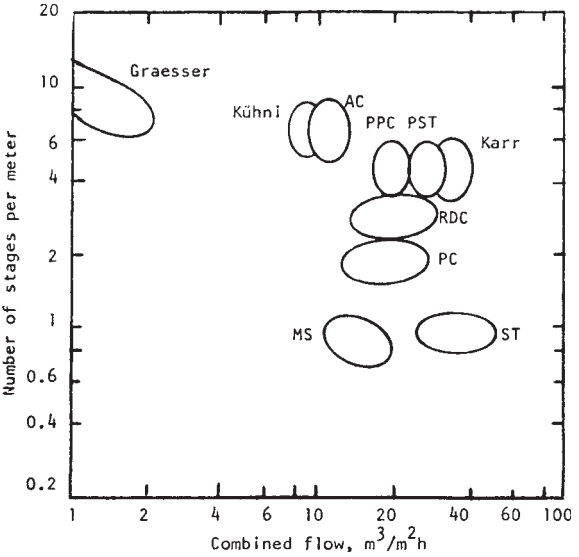 20
Graesser
10
Kühni
AC
PPC PST
Karr
6
4
RDC
2
PC
1
MS
ST
0.6
0.4
0.2
Number of stages per meter
1 2 4 6 10 20 40 60 100
Combined flow, m³/m²h